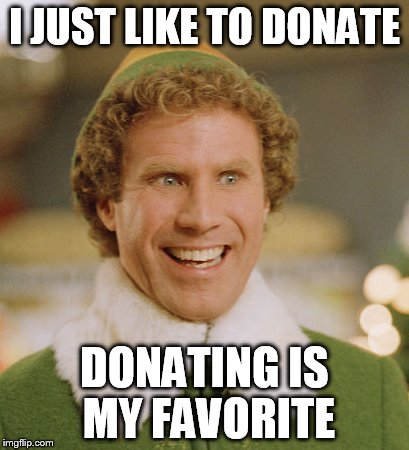 I JUST LIKE TO DONATE
DONATING IS
MY FAVORITE
imgflip.com